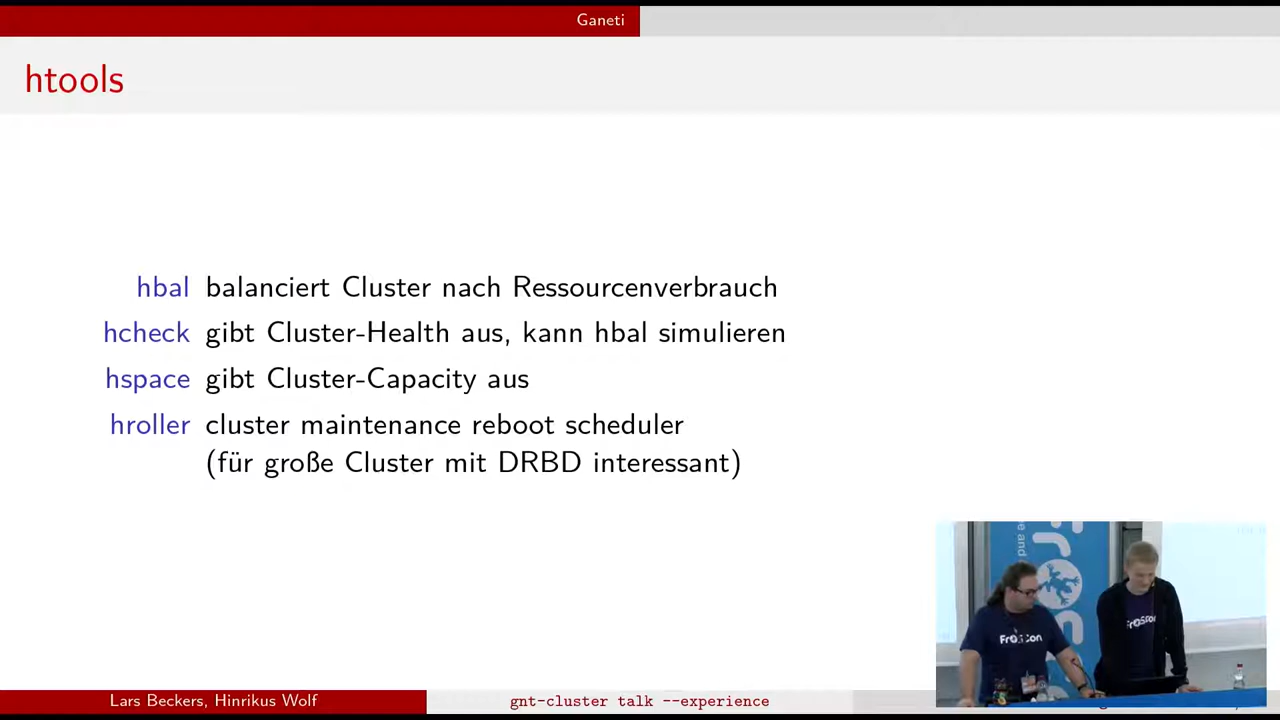 Ganeti
htools
hbal balanciert Cluster nach Ressourcenverbrauch
hcheck gibt Cluster-Health aus, kann hbal simulieren
hspace gibt Cluster-Capacity aus
hroller cluster maintenance reboot scheduler
(für große Cluster mit DRBD interessant)
FrOSCon
FrOSCon
Lars Beckers, Hinrikus Wolf
gnt-cluster talk --experience